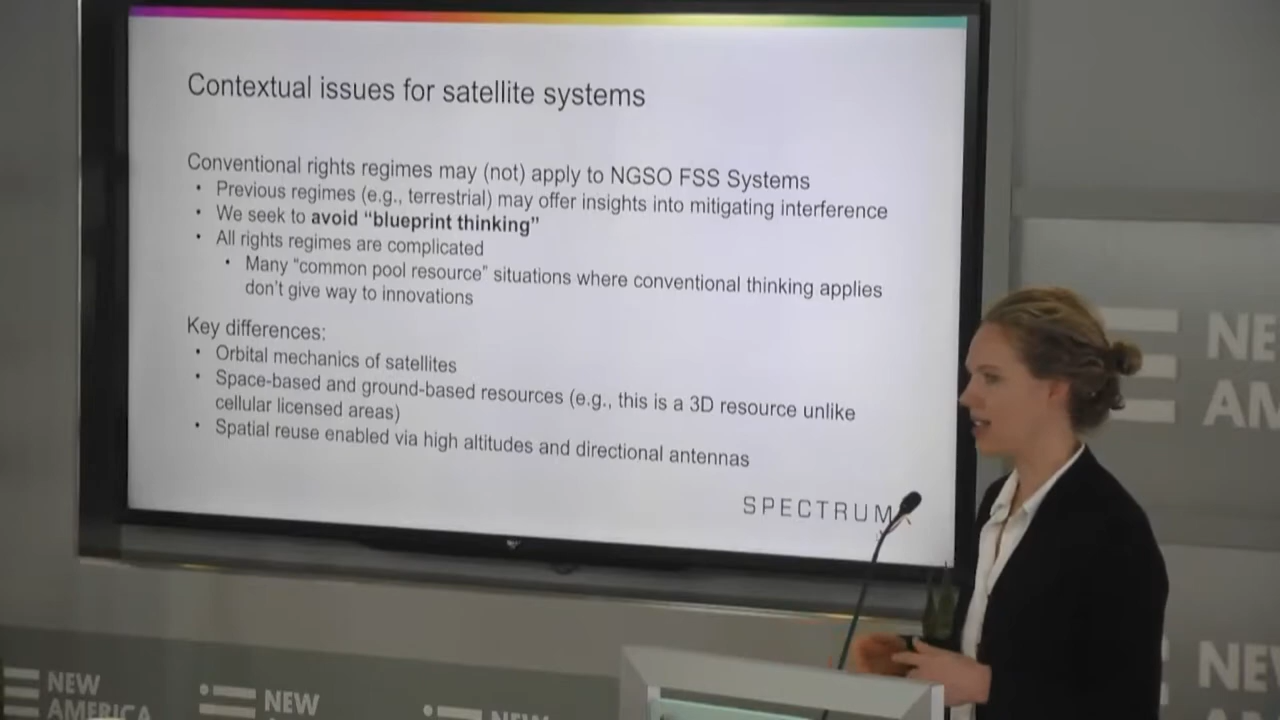 Contextual issues for satellite systems
Conventional rights regimes may (not) apply to NGSO FSS Systems
• Previous regimes (e.g., terrestrial) may offer insights into mitigating interference
• We seek to avoid “blueprint thinking”
• All rights regimes are complicated
• Many “common pool resource” situations where conventional thinking applies
don’t give way to innovations
Key differences:
• Orbital mechanics of satellites
• Space-based and ground-based resources (e.g., this is a 3D resource unlike
cellular licensed areas)
• Spatial reuse enabled via high altitudes and directional antennas
SPECTRUM
NE
AM
NE
NEW
AMERICA
NEW
NEW